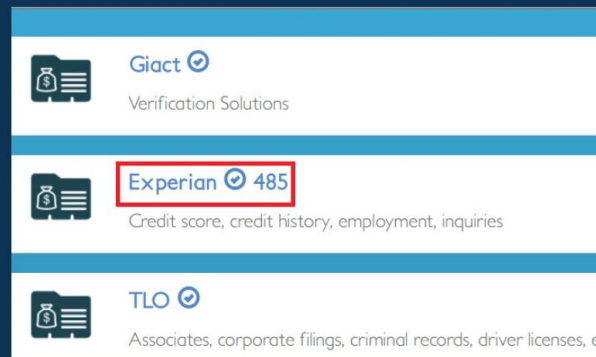 Giact
Verification Solutions
Experian 485
Credit score, credit history, employment, inquiries
TLO
Associates, corporate filings, criminal records, driver licenses,